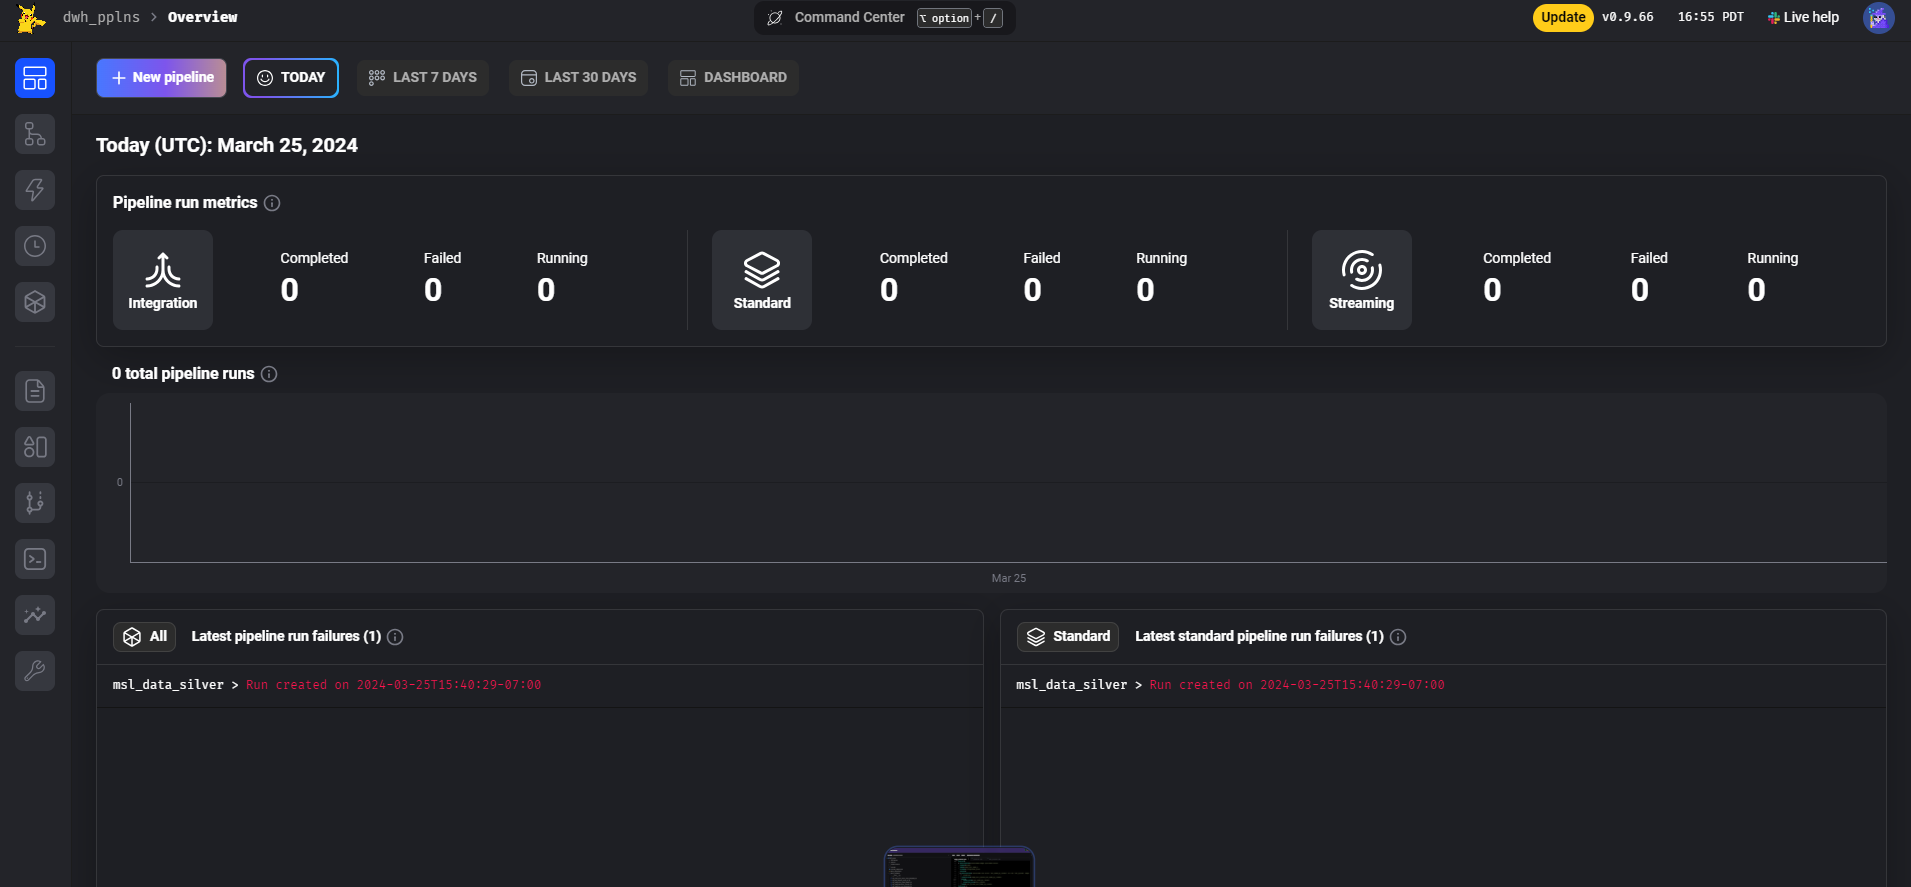 dwh_pplns > Overview
Command Center ⌥ option + /
Update v0.9.66 16:55 PDT Live help
+ New pipeline TODAY LAST 7 DAYS LAST 30 DAYS DASHBOARD
Today (UTC): March 25, 2024
Pipeline run metrics
Integration
Completed Failed Running
0 0 0
Standard
Completed Failed Running
0 0 0
Streaming
Completed Failed Running
0 0 0
0 total pipeline runs
0
Mar 25
All Latest pipeline run failures (1)
msl_data_silver > Run created on 2024-03-25T15:40:29-07:00
Standard Latest standard pipeline run failures (1)
msl_data_silver > Run created on 2024-03-25T15:40:29-07:00